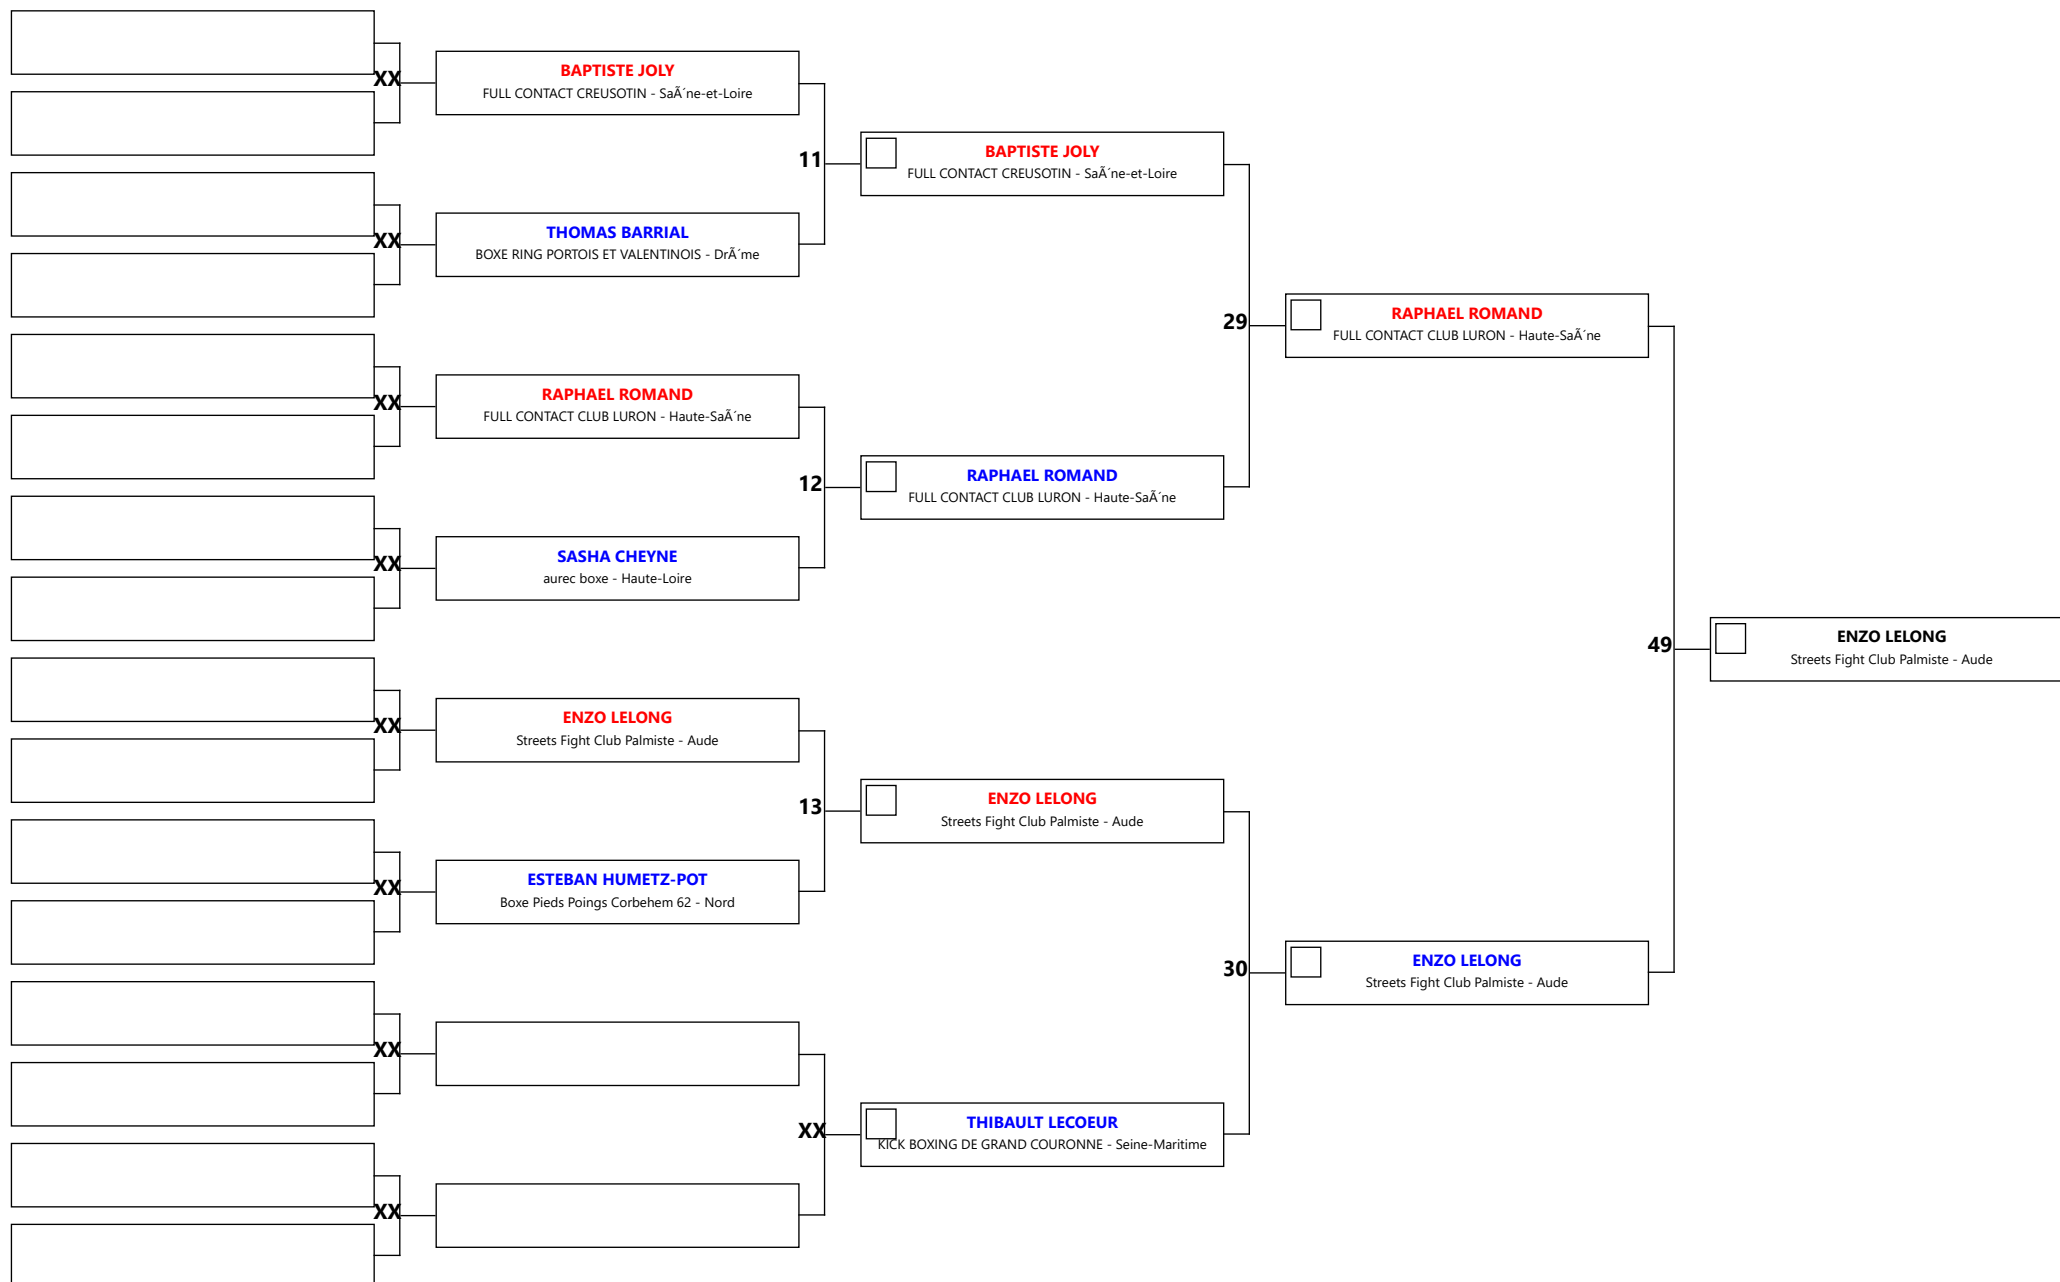 XX
BAPTISTE JOLY
FULL CONTACT CREUSOTIN - SaÃ´ne-et-Loire
11
BAPTISTE JOLY
FULL CONTACT CREUSOTIN - SaÃ´ne-et-Loire
XX
THOMAS BARRIAL
BOXE RING PORTOIS ET VALENTINOIS - DrÃ´me
29
RAPHAEL ROMAND
FULL CONTACT CLUB LURON - Haute-SaÃ´ne
XX
RAPHAEL ROMAND
FULL CONTACT CLUB LURON - Haute-SaÃ´ne
12
RAPHAEL ROMAND
FULL CONTACT CLUB LURON - Haute-SaÃ´ne
XX
SASHA CHEYNE
aurec boxe - Haute-Loire
49
ENZO LELONG
Streets Fight Club Palmiste - Aude
XX
ENZO LELONG
Streets Fight Club Palmiste - Aude
13
ENZO LELONG
Streets Fight Club Palmiste - Aude
XX
ESTEBAN HUMETZ-POT
Boxe Pieds Poings Corbehem 62 - Nord
30
ENZO LELONG
Streets Fight Club Palmiste - Aude
XX
XX
THIBAULT LECOEUR
KICK BOXING DE GRAND COURONNE - Seine-Maritime
XX